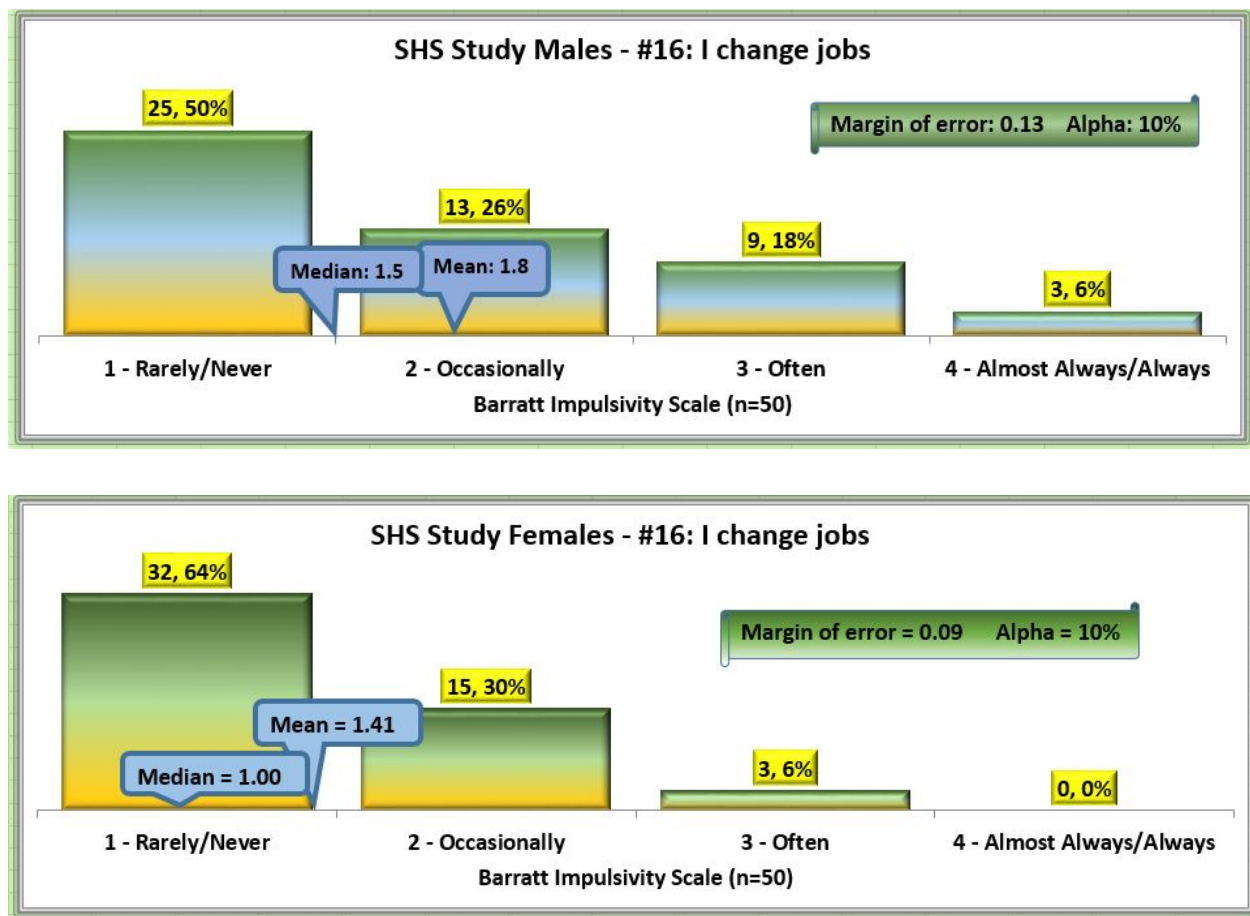 SHS Study Males - #16: I change jobs
25, 50%
Margin of error: 0.13 Alpha: 10%
13, 26%
9, 18%
Median: 1.5
Mean: 1.8
3, 6%
1 - Rarely/Never
2 - Occasionally
3 - Often
4 - Almost Always/Always
Barratt Impulsivity Scale (n=50)
SHS Study Females - #16: I change jobs
32, 64%
Margin of error = 0.09 Alpha = 10%
15, 30%
Mean = 1.41
Median = 1.00
3, 6%
0, 0%
1 - Rarely/Never
2 - Occasionally
3 - Often
4 - Almost Always/Always
Barratt Impulsivity Scale (n=50)